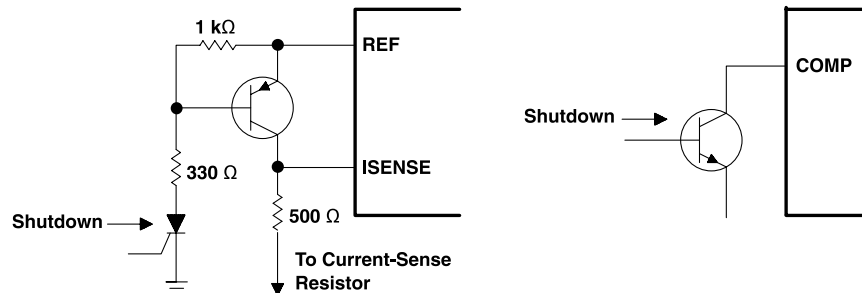 1 kΩ
REF
COMP
Shutdown
330 Ω
ISENSE
500 Ω
Shutdown
To Current-Sense
Resistor